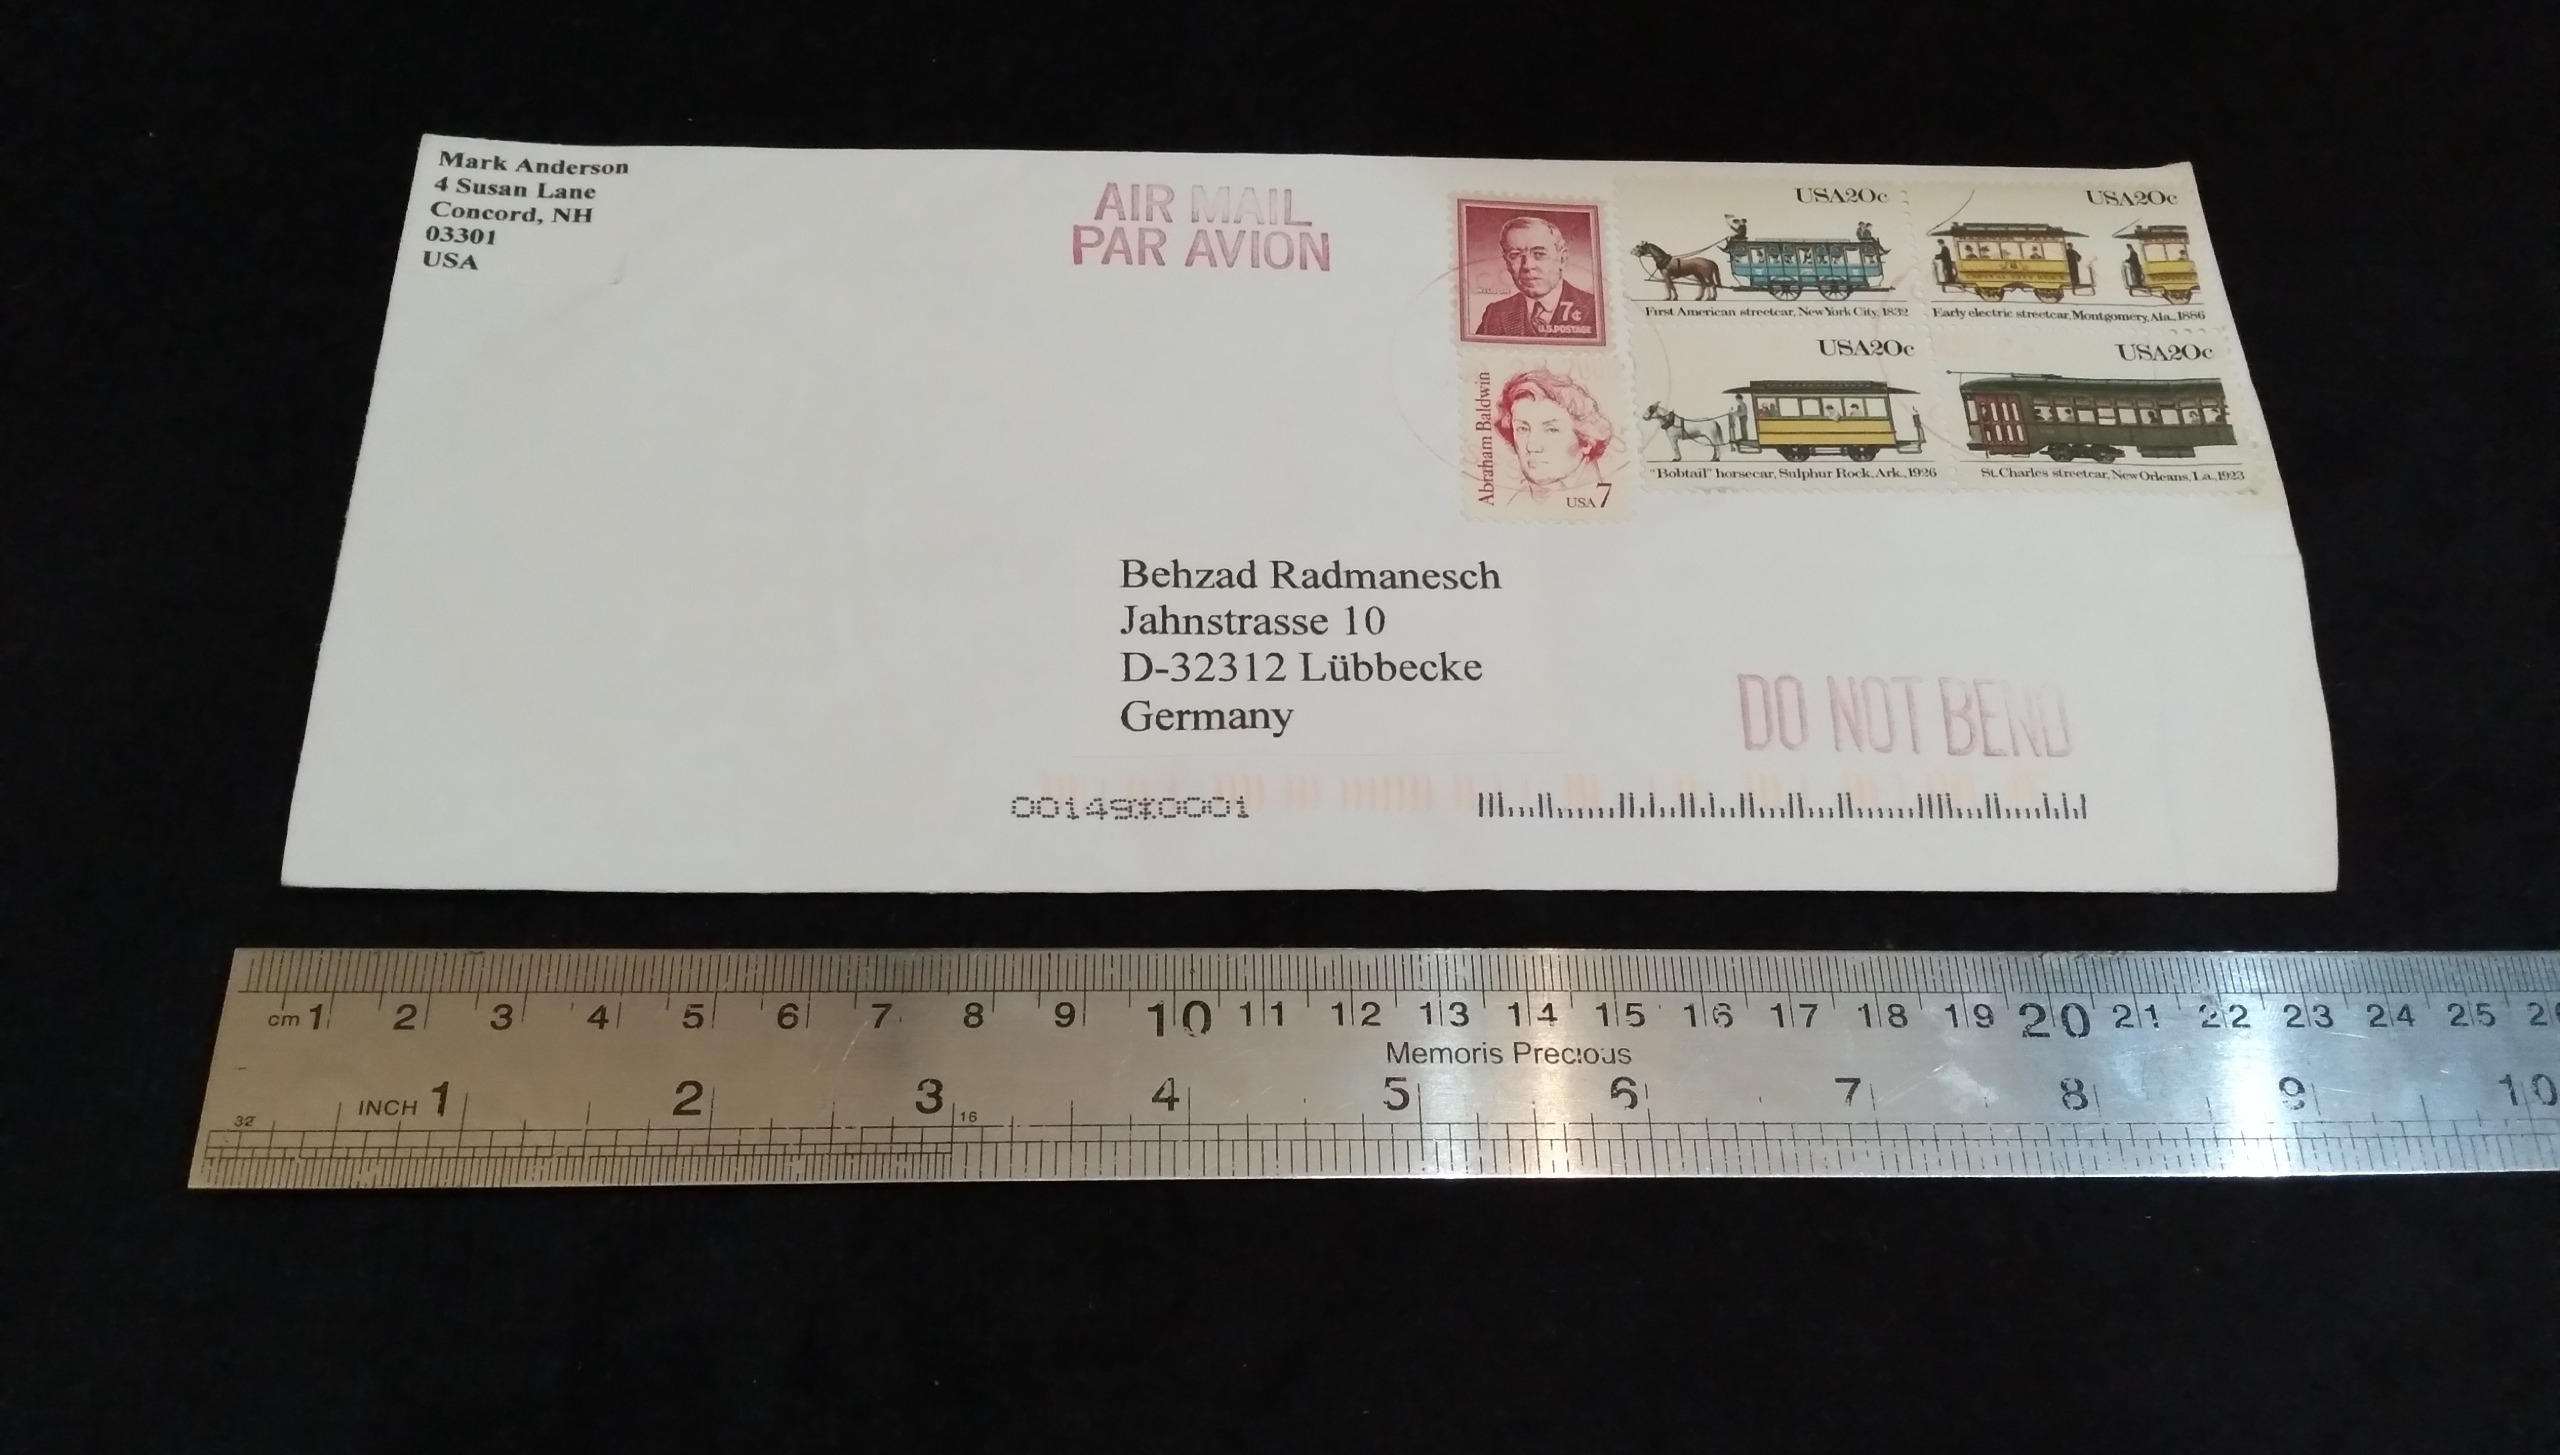 Mark Anderson
4 Susan Lane
Concord, NH
03301
USA
AIR MAIL
PAR AVION
7¢
U.S.POSTAGE
Abraham Baldwin
USA 7
USA20c
First American streetcar, New York City, 1832
USA20c
Early electric streetcar, Montgomery, Ala., 1886
USA20c
"Bobtail" horsecar, Sulphur Rock, Ark., 1926
USA20c
St. Charles streetcar, New Orleans, La., 1923
Behzad Radmanesch
Jahnstrasse 10
D-32312 Lübbecke
Germany
DO NOT BEND
00149*0001
cm 1 2 3 4 5 6 7 8 9 10 11 12 13 14 15 16 17 18 19 20 21 22 23 24 25
Memoris Precious
INCH 1 2 3 4 5 6 7 8 9 10
32 16